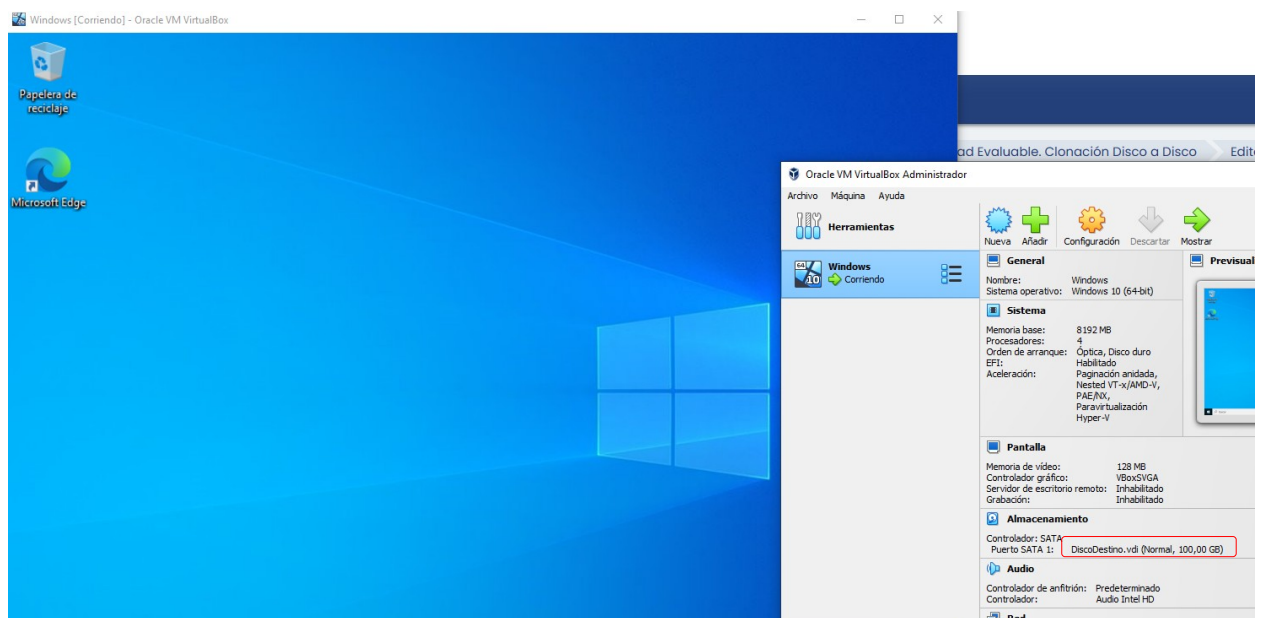 Windows [Corriendo] - Oracle VM VirtualBox
Papelera de
reciclaje
Microsoft Edge
ad Evaluable. Clonación Disco a Disco
Oracle VM VirtualBox Administrador
Archivo Máquina Ayuda
Herramientas
Nueva Añadir Configuración Descartar Mostrar
64
10
Windows
Corriendo
General
Nombre: Windows
Sistema operativo: Windows 10 (64-bit)
Previsual
Sistema
Memoria base: 8192 MB
Procesadores: 4
Orden de arranque: Óptica, Disco duro
EFI: Habilitado
Aceleración: Paginación anidada,
Nested VT-x/AMD-V,
PAE/NX,
Paravirtualización
Hyper-V
Pantalla
Memoria de vídeo: 128 MB
Controlador gráfico: VBoxSVGA
Servidor de escritorio remoto: Inhabilitado
Grabación: Inhabilitado
Almacenamiento
Controlador: SATA
Puerto SATA 1: DiscoDestino.vdi (Normal, 100,00 GB)
Audio
Controlador de anfitrión: Predeterminado
Controlador: Audio Intel HD